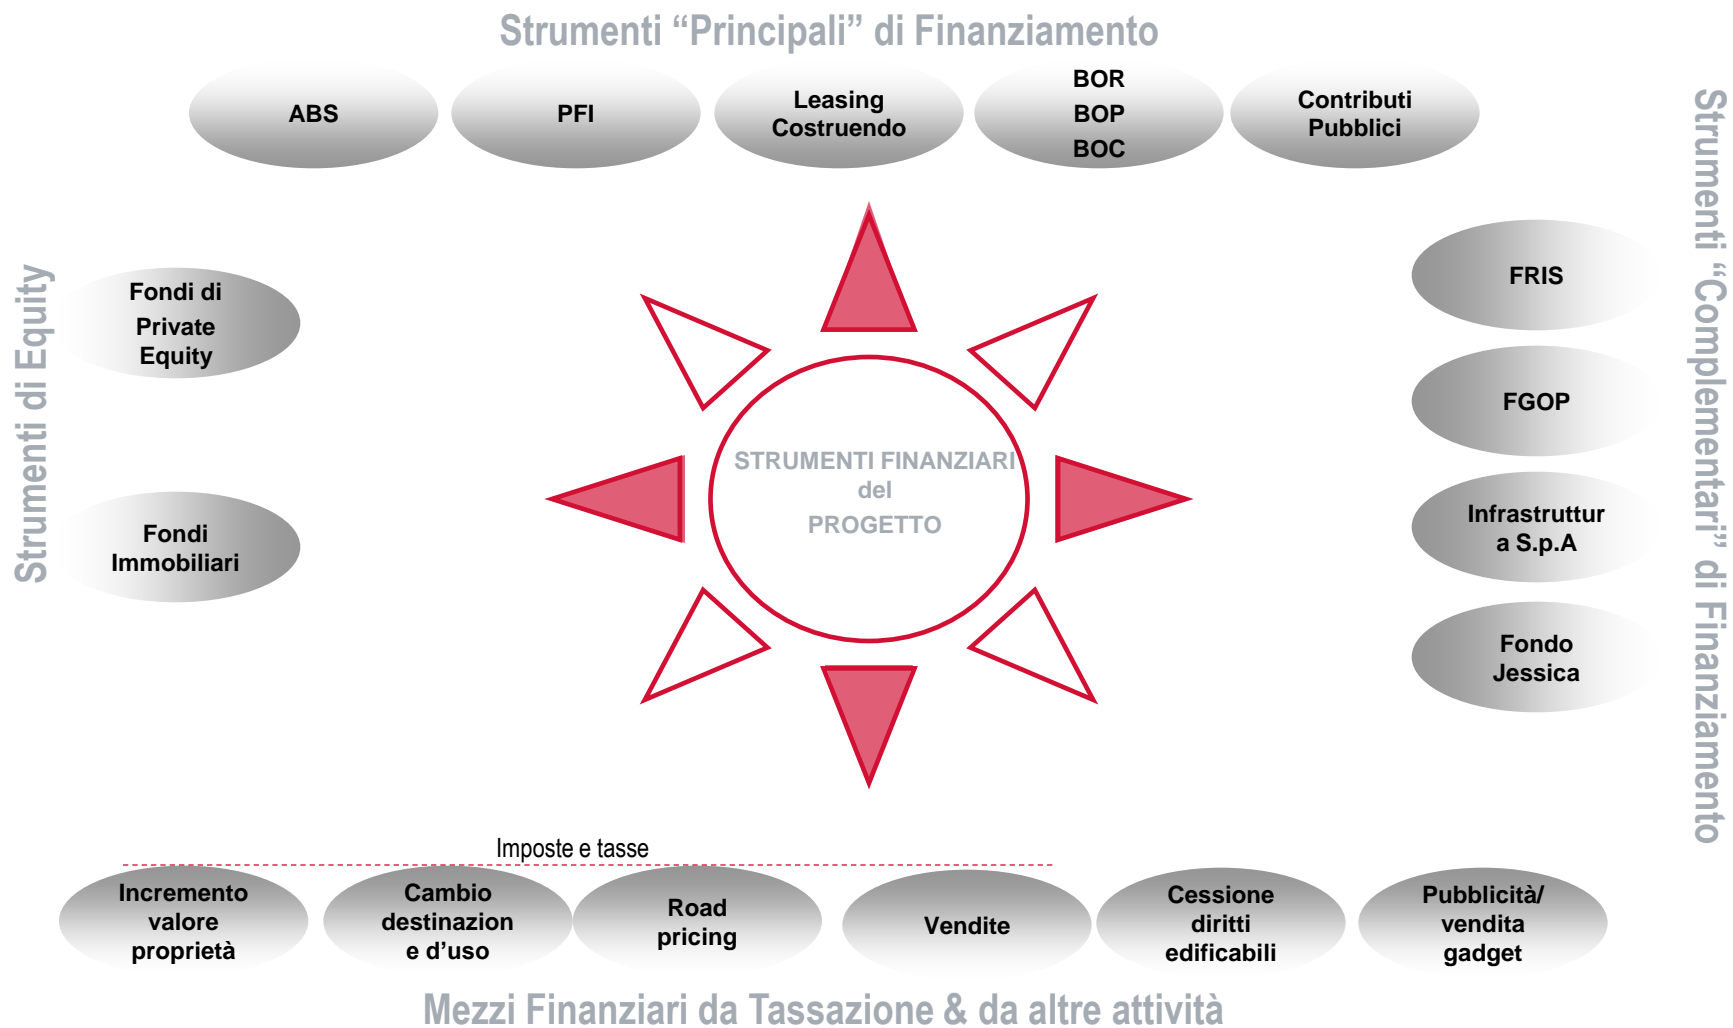 Strumenti “Principali” di Finanziamento
ABS
PFI
Leasing
Costruendo
BOR
BOP
BOC
Contributi
Pubblici
Strumenti di Equity
Fondi di
Private
Equity
Fondi
Immobiliari
STRUMENTI FINANZIARI
del
PROGETTO
FRIS
FGOP
Infrastruttur
a S.p.A
Fondo
Jessica
Strumenti “Complementari” di Finanziamento
Imposte e tasse
Incremento
valore
proprietà
Cambio
destinazion
e d’uso
Road
pricing
Vendite
Cessione
diritti
edificabili
Pubblicità/
vendita
gadget
Mezzi Finanziari da Tassazione & da altre attività